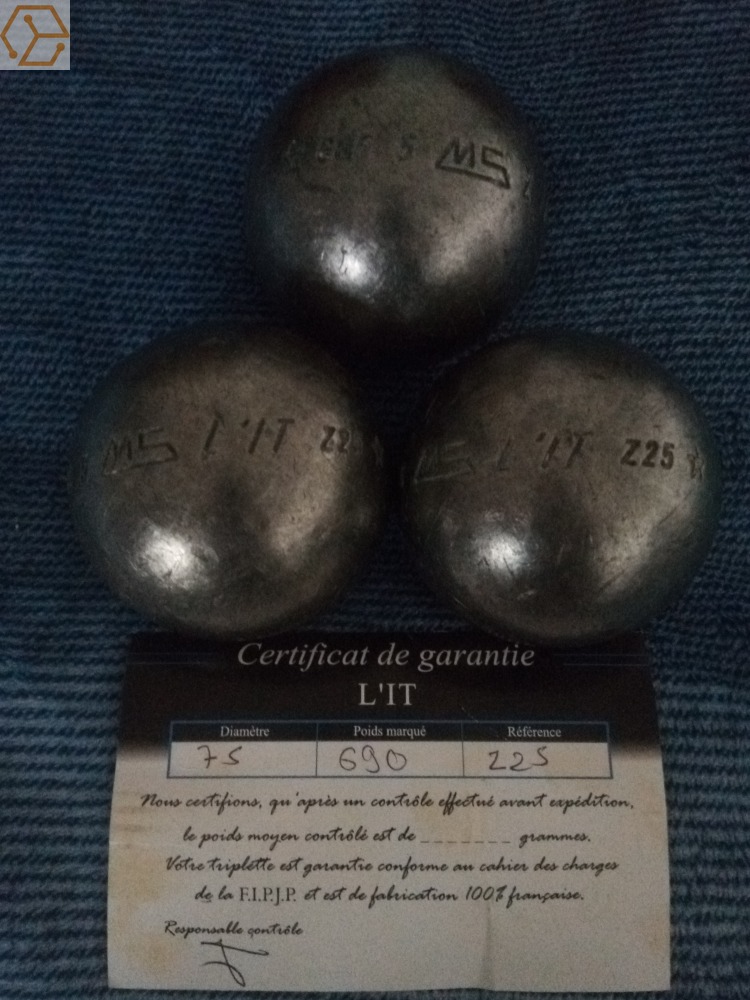 MS
MS L'IT Z2
MS L'IT Z25
Certificat de garantie
L'IT
Diamétre Poids marqué Référence
75 690 Z25
Nous certifions, qu'après un contrôle effectué avant expédition,
le poids moyen contrôlé est de _ _ _ _ _ _ _ _ grammes.
Votre triplette est garantie conforme au cahier des charges
de la F.I.P.J.P. et est de fabrication 100% française.
Responsable contrôle